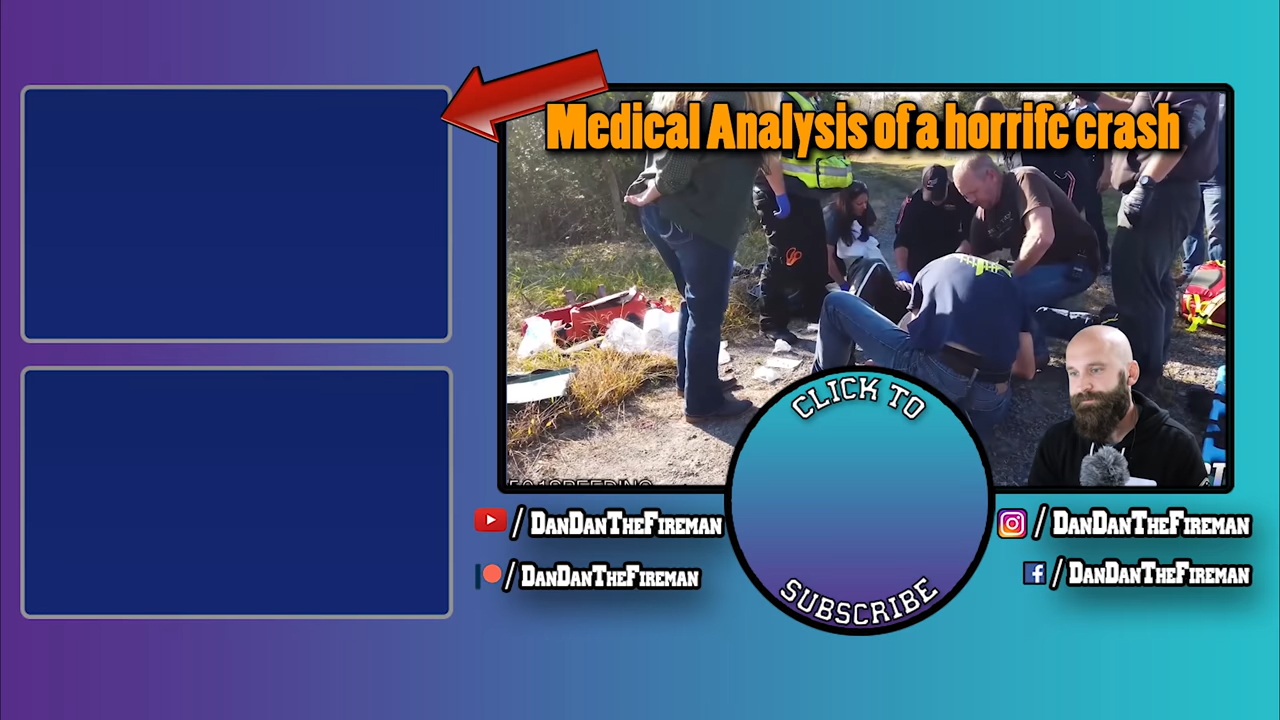 Medical Analysis of a horrifc crash
CLICK TO
SUBSCRIBE
/ DanDanTheFireman
/ DanDanTheFireman
/ DanDanTheFireman
/ DanDanTheFireman